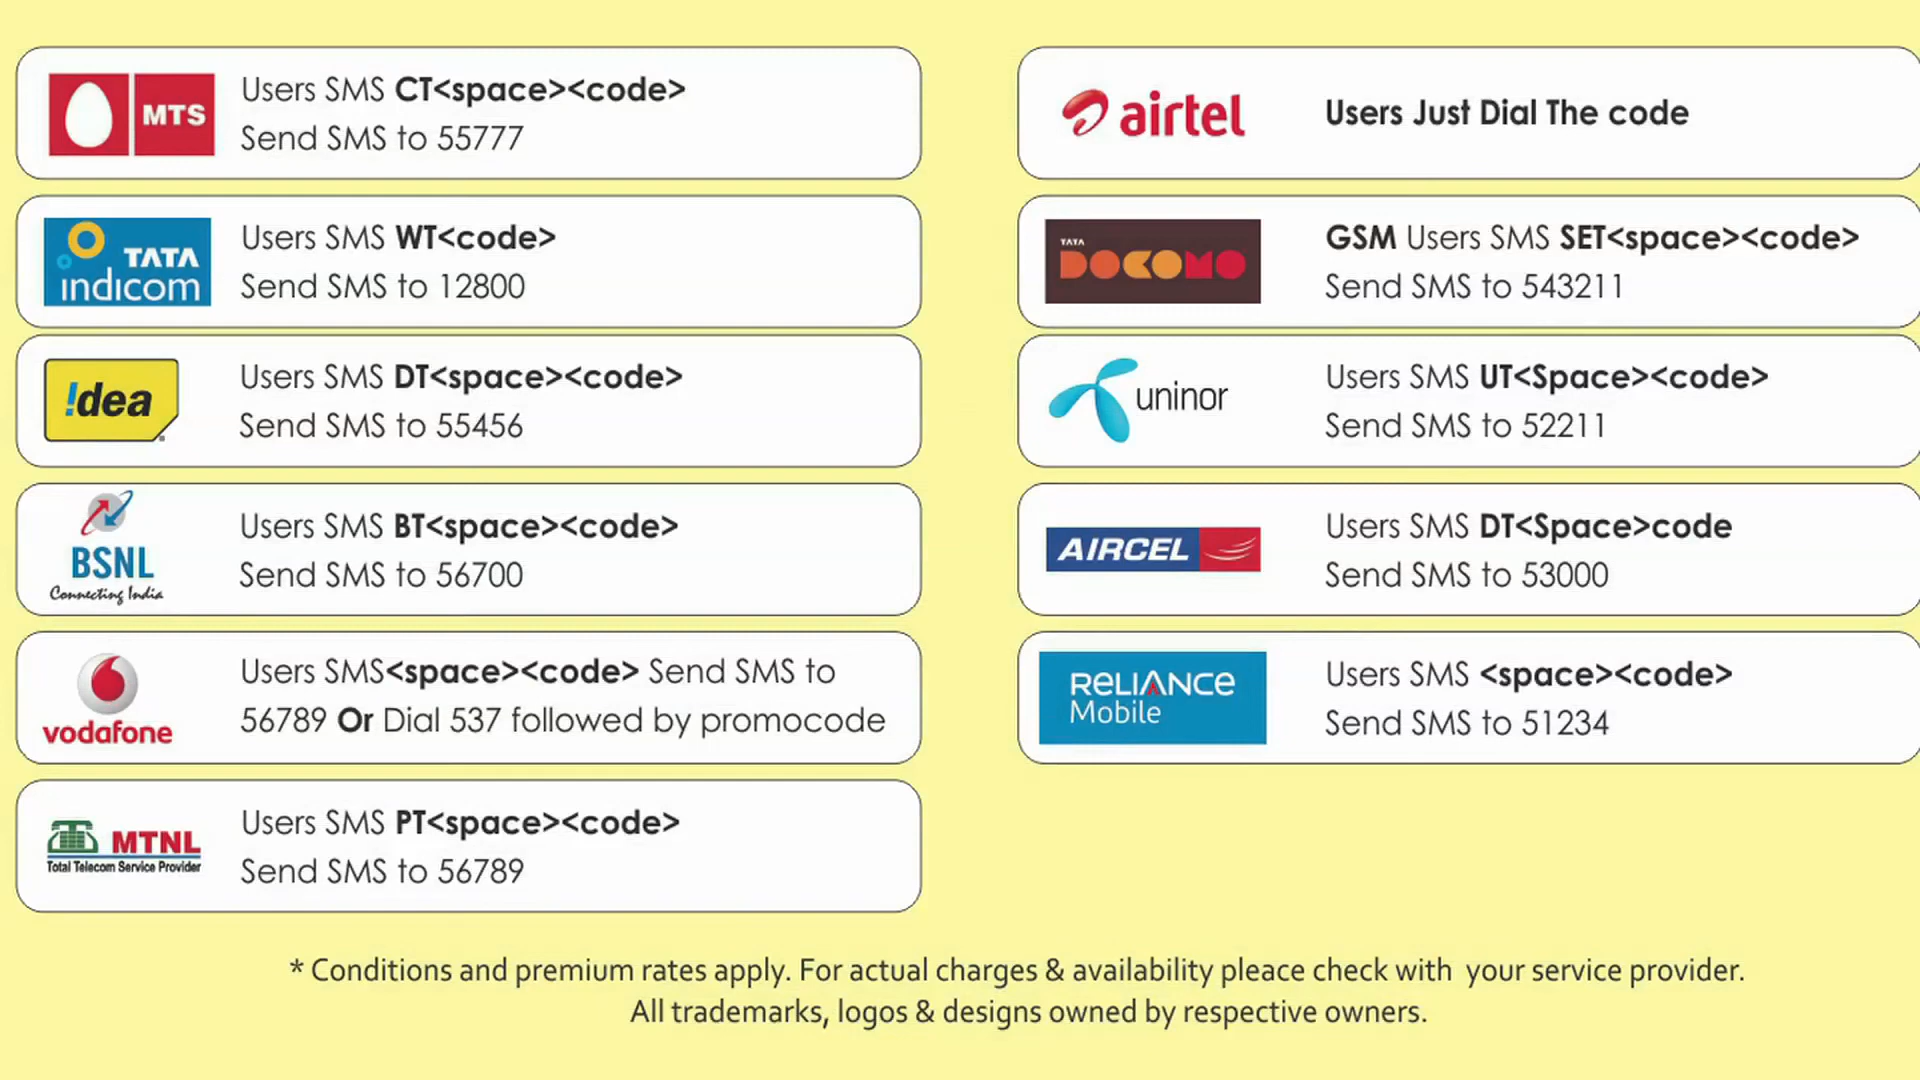 MTS
Users SMS CT<space><code>
Send SMS to 55777
TATA
indicom
Users SMS WT<code>
Send SMS to 12800
!dea
Users SMS DT<space><code>
Send SMS to 55456
BSNL
Connecting India
Users SMS BT<space><code>
Send SMS to 56700
vodafone
Users SMS<space><code> Send SMS to
56789 Or Dial 537 followed by promocode
MTNL
Total Telecom Service Provider
Users SMS PT<space><code>
Send SMS to 56789
airtel
Users Just Dial The code
TATA
DOCOMO
GSM Users SMS SET<space><code>
Send SMS to 543211
uninor
Users SMS UT<Space><code>
Send SMS to 52211
AIRCEL
Users SMS DT<Space>code
Send SMS to 53000
RELIANCe
Mobile
Users SMS <space><code>
Send SMS to 51234
* Conditions and premium rates apply. For actual charges & availability pleace check with your service provider.
All trademarks, logos & designs owned by respective owners.